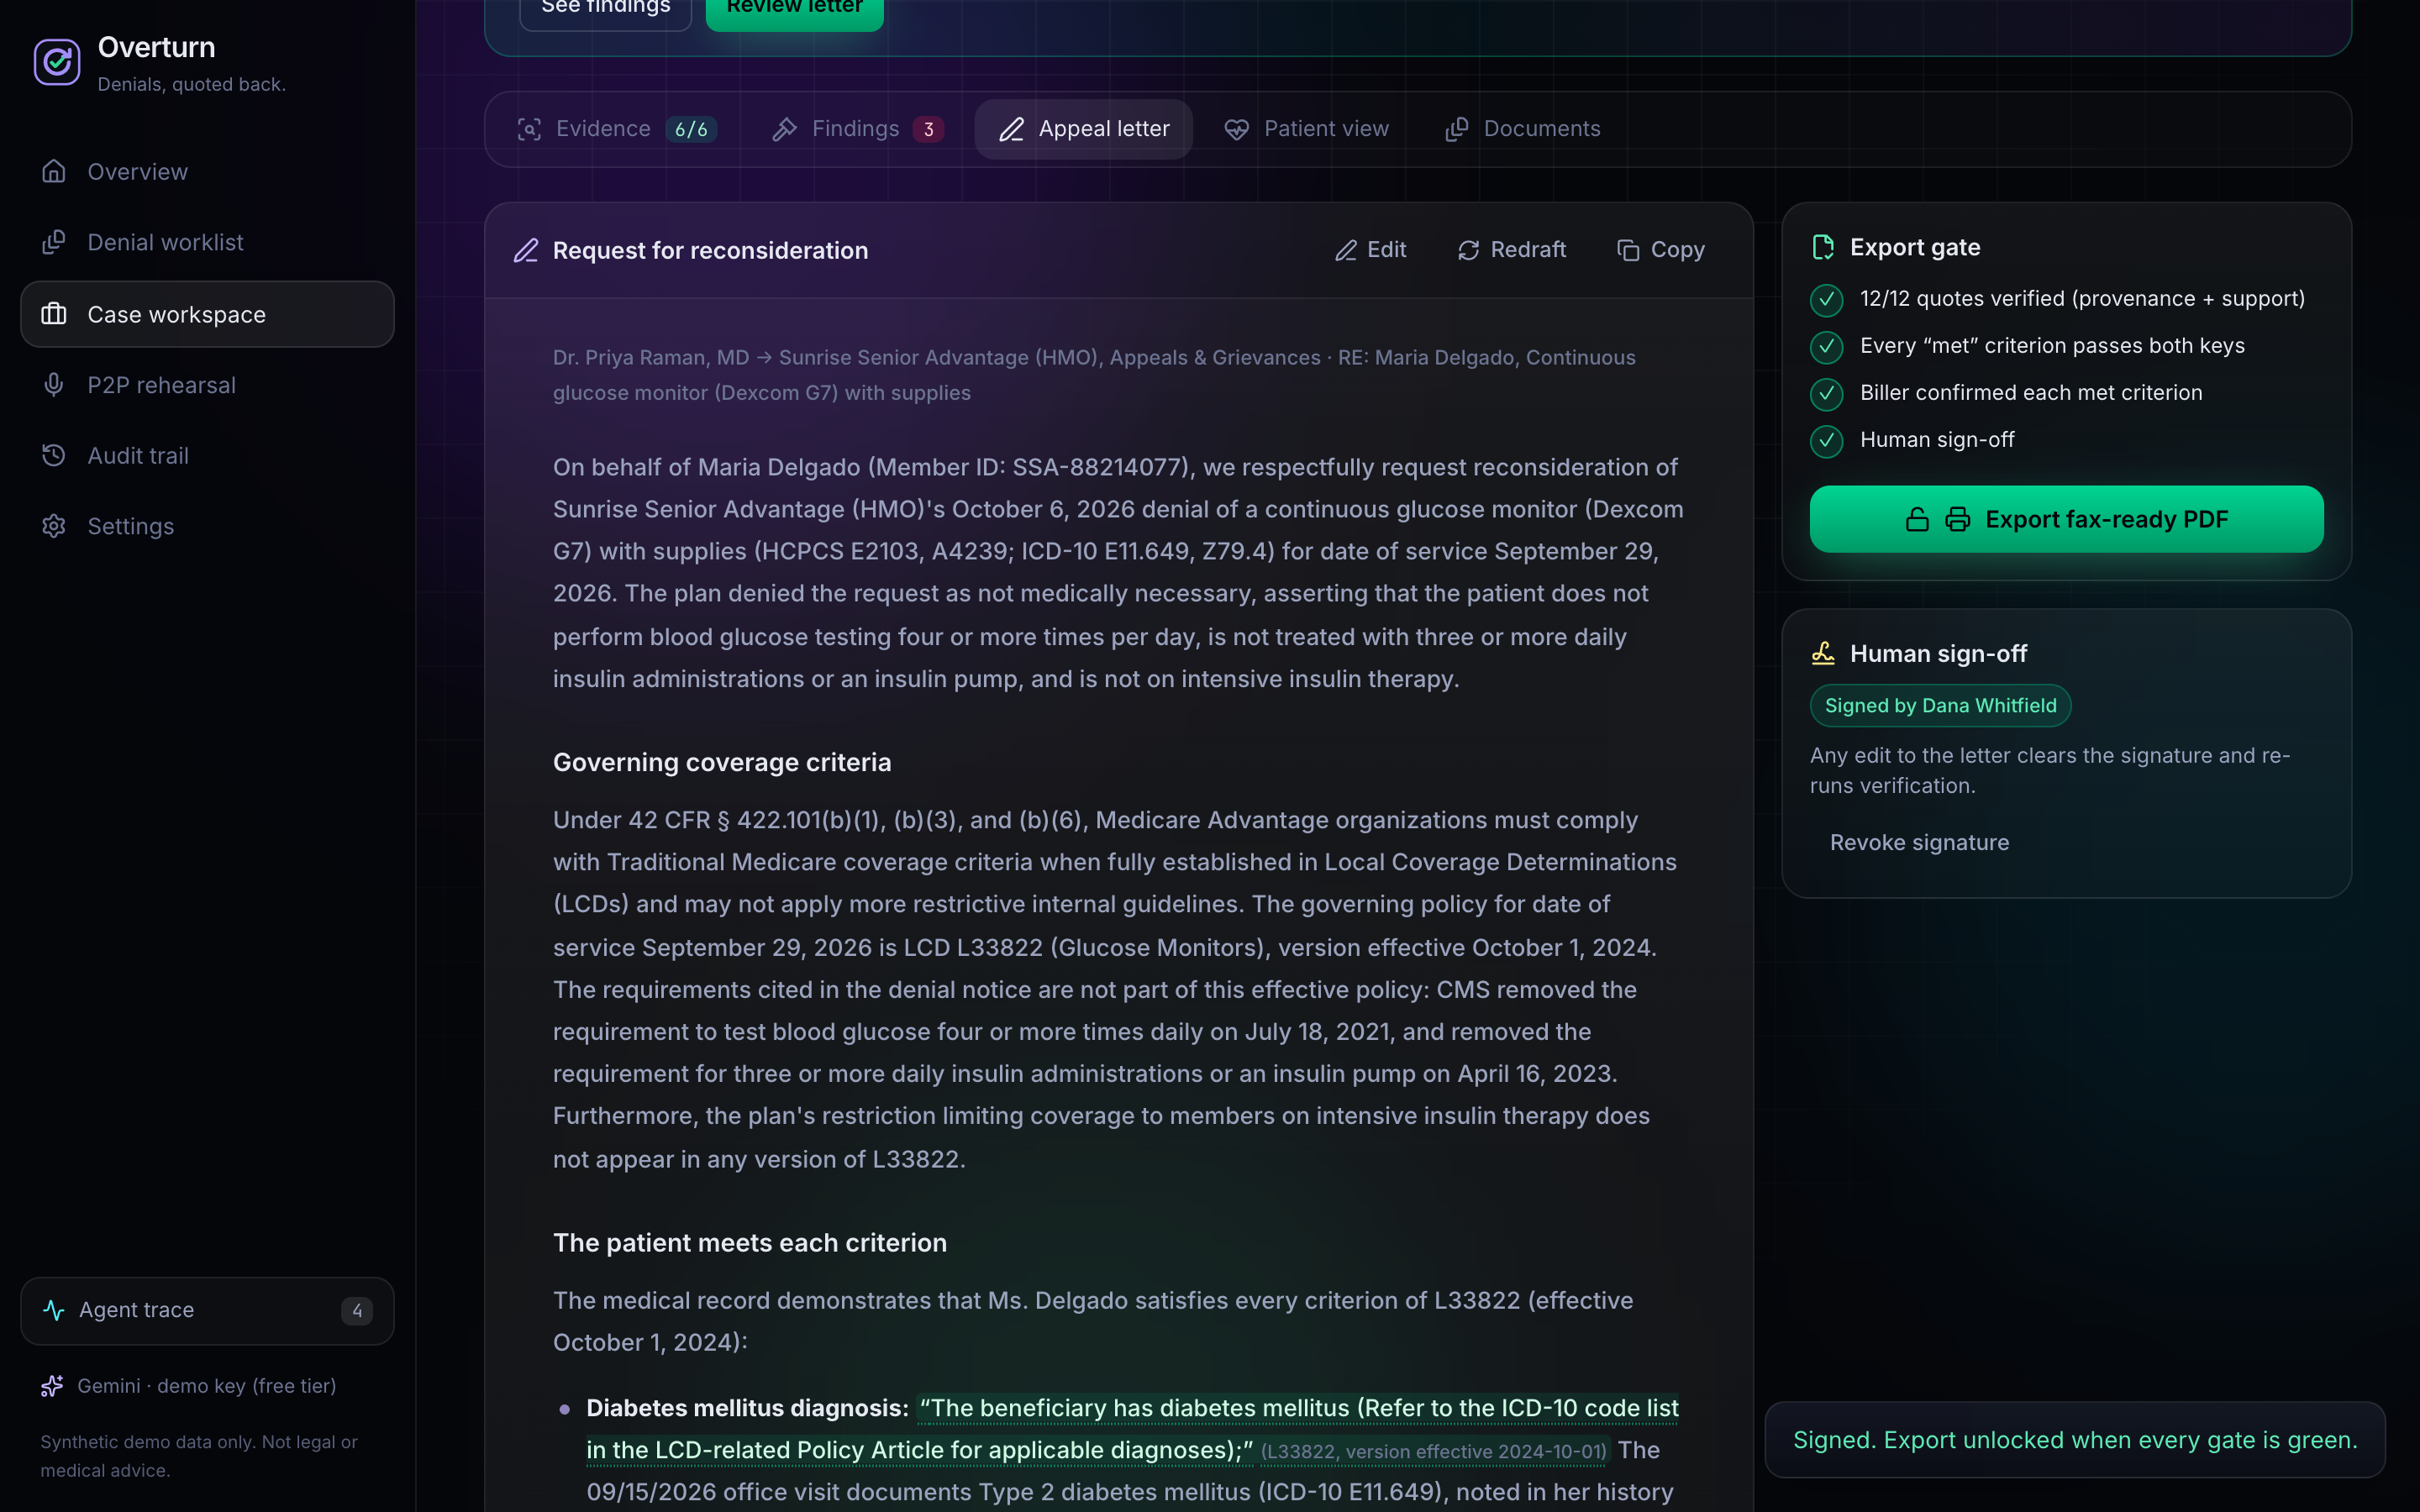 Overturn
Denials, quoted back.
Overview
Denial worklist
Case workspace
P2P rehearsal
Audit trail
Settings
Agent trace
4
Gemini · demo key (free tier)
Synthetic demo data only. Not legal or
medical advice.
See findings
Review letter
Evidence
6/6
Findings
3
Appeal letter
Patient view
Documents
Request for reconsideration
Edit
Redraft
Copy
Dr. Priya Raman, MD → Sunrise Senior Advantage (HMO), Appeals & Grievances · RE: Maria Delgado, Continuous
glucose monitor (Dexcom G7) with supplies
On behalf of Maria Delgado (Member ID: SSA-88214077), we respectfully request reconsideration of
Sunrise Senior Advantage (HMO)'s October 6, 2026 denial of a continuous glucose monitor (Dexcom
G7) with supplies (HCPCS E2103, A4239; ICD-10 E11.649, Z79.4) for date of service September 29,
2026. The plan denied the request as not medically necessary, asserting that the patient does not
perform blood glucose testing four or more times per day, is not treated with three or more daily
insulin administrations or an insulin pump, and is not on intensive insulin therapy.
Governing coverage criteria
Under 42 CFR § 422.101(b)(1), (b)(3), and (b)(6), Medicare Advantage organizations must comply
with Traditional Medicare coverage criteria when fully established in Local Coverage Determinations
(LCDs) and may not apply more restrictive internal guidelines. The governing policy for date of
service September 29, 2026 is LCD L33822 (Glucose Monitors), version effective October 1, 2024.
The requirements cited in the denial notice are not part of this effective policy: CMS removed the
requirement to test blood glucose four or more times daily on July 18, 2021, and removed the
requirement for three or more daily insulin administrations or an insulin pump on April 16, 2023.
Furthermore, the plan's restriction limiting coverage to members on intensive insulin therapy does
not appear in any version of L33822.
The patient meets each criterion
The medical record demonstrates that Ms. Delgado satisfies every criterion of L33822 (effective
October 1, 2024):
• Diabetes mellitus diagnosis: “The beneficiary has diabetes mellitus (Refer to the ICD-10 code list
in the LCD-related Policy Article for applicable diagnoses);” (L33822, version effective 2024-10-01) The
09/15/2026 office visit documents Type 2 diabetes mellitus (ICD-10 E11.649), noted in her history
Export gate
12/12 quotes verified (provenance + support)
Every “met” criterion passes both keys
Biller confirmed each met criterion
Human sign-off
Export fax-ready PDF
Human sign-off
Signed by Dana Whitfield
Any edit to the letter clears the signature and re-
runs verification.
Revoke signature
Signed. Export unlocked when every gate is green.